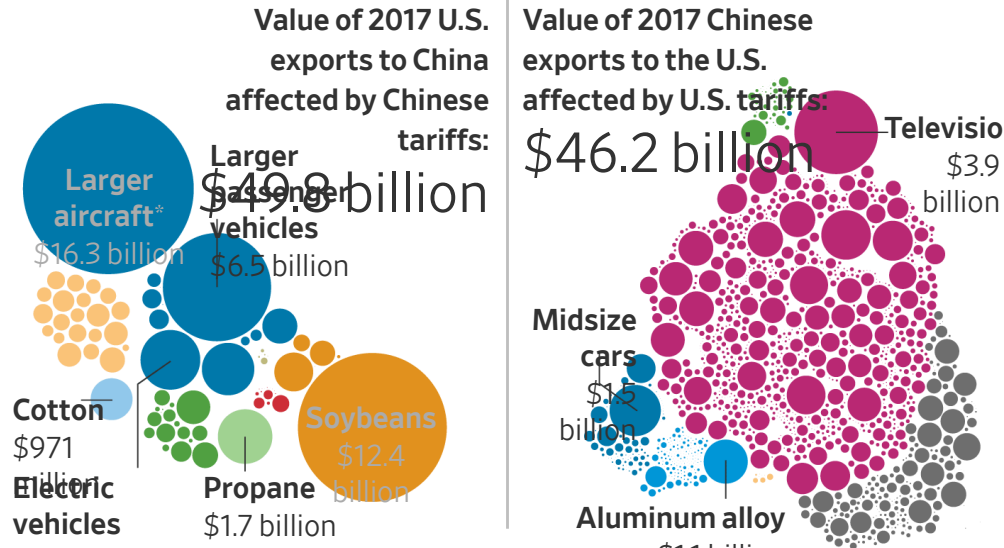 Value of 2017 U.S.
exports to China
affected by Chinese
tariffs:
$49.8 billion
Larger
aircraft*
$16.3 billion
Larger
passenger
vehicles
$6.5 billion
Cotton
$971
million
Electric
vehicles
Propane
$1.7 billion
Soybeans
$12.4
billion
Value of 2017 Chinese
exports to the U.S.
affected by U.S. tariffs:
$46.2 billion
Televisio
$3.9
billion
Midsize
cars
$1.5
billion
Aluminum alloy